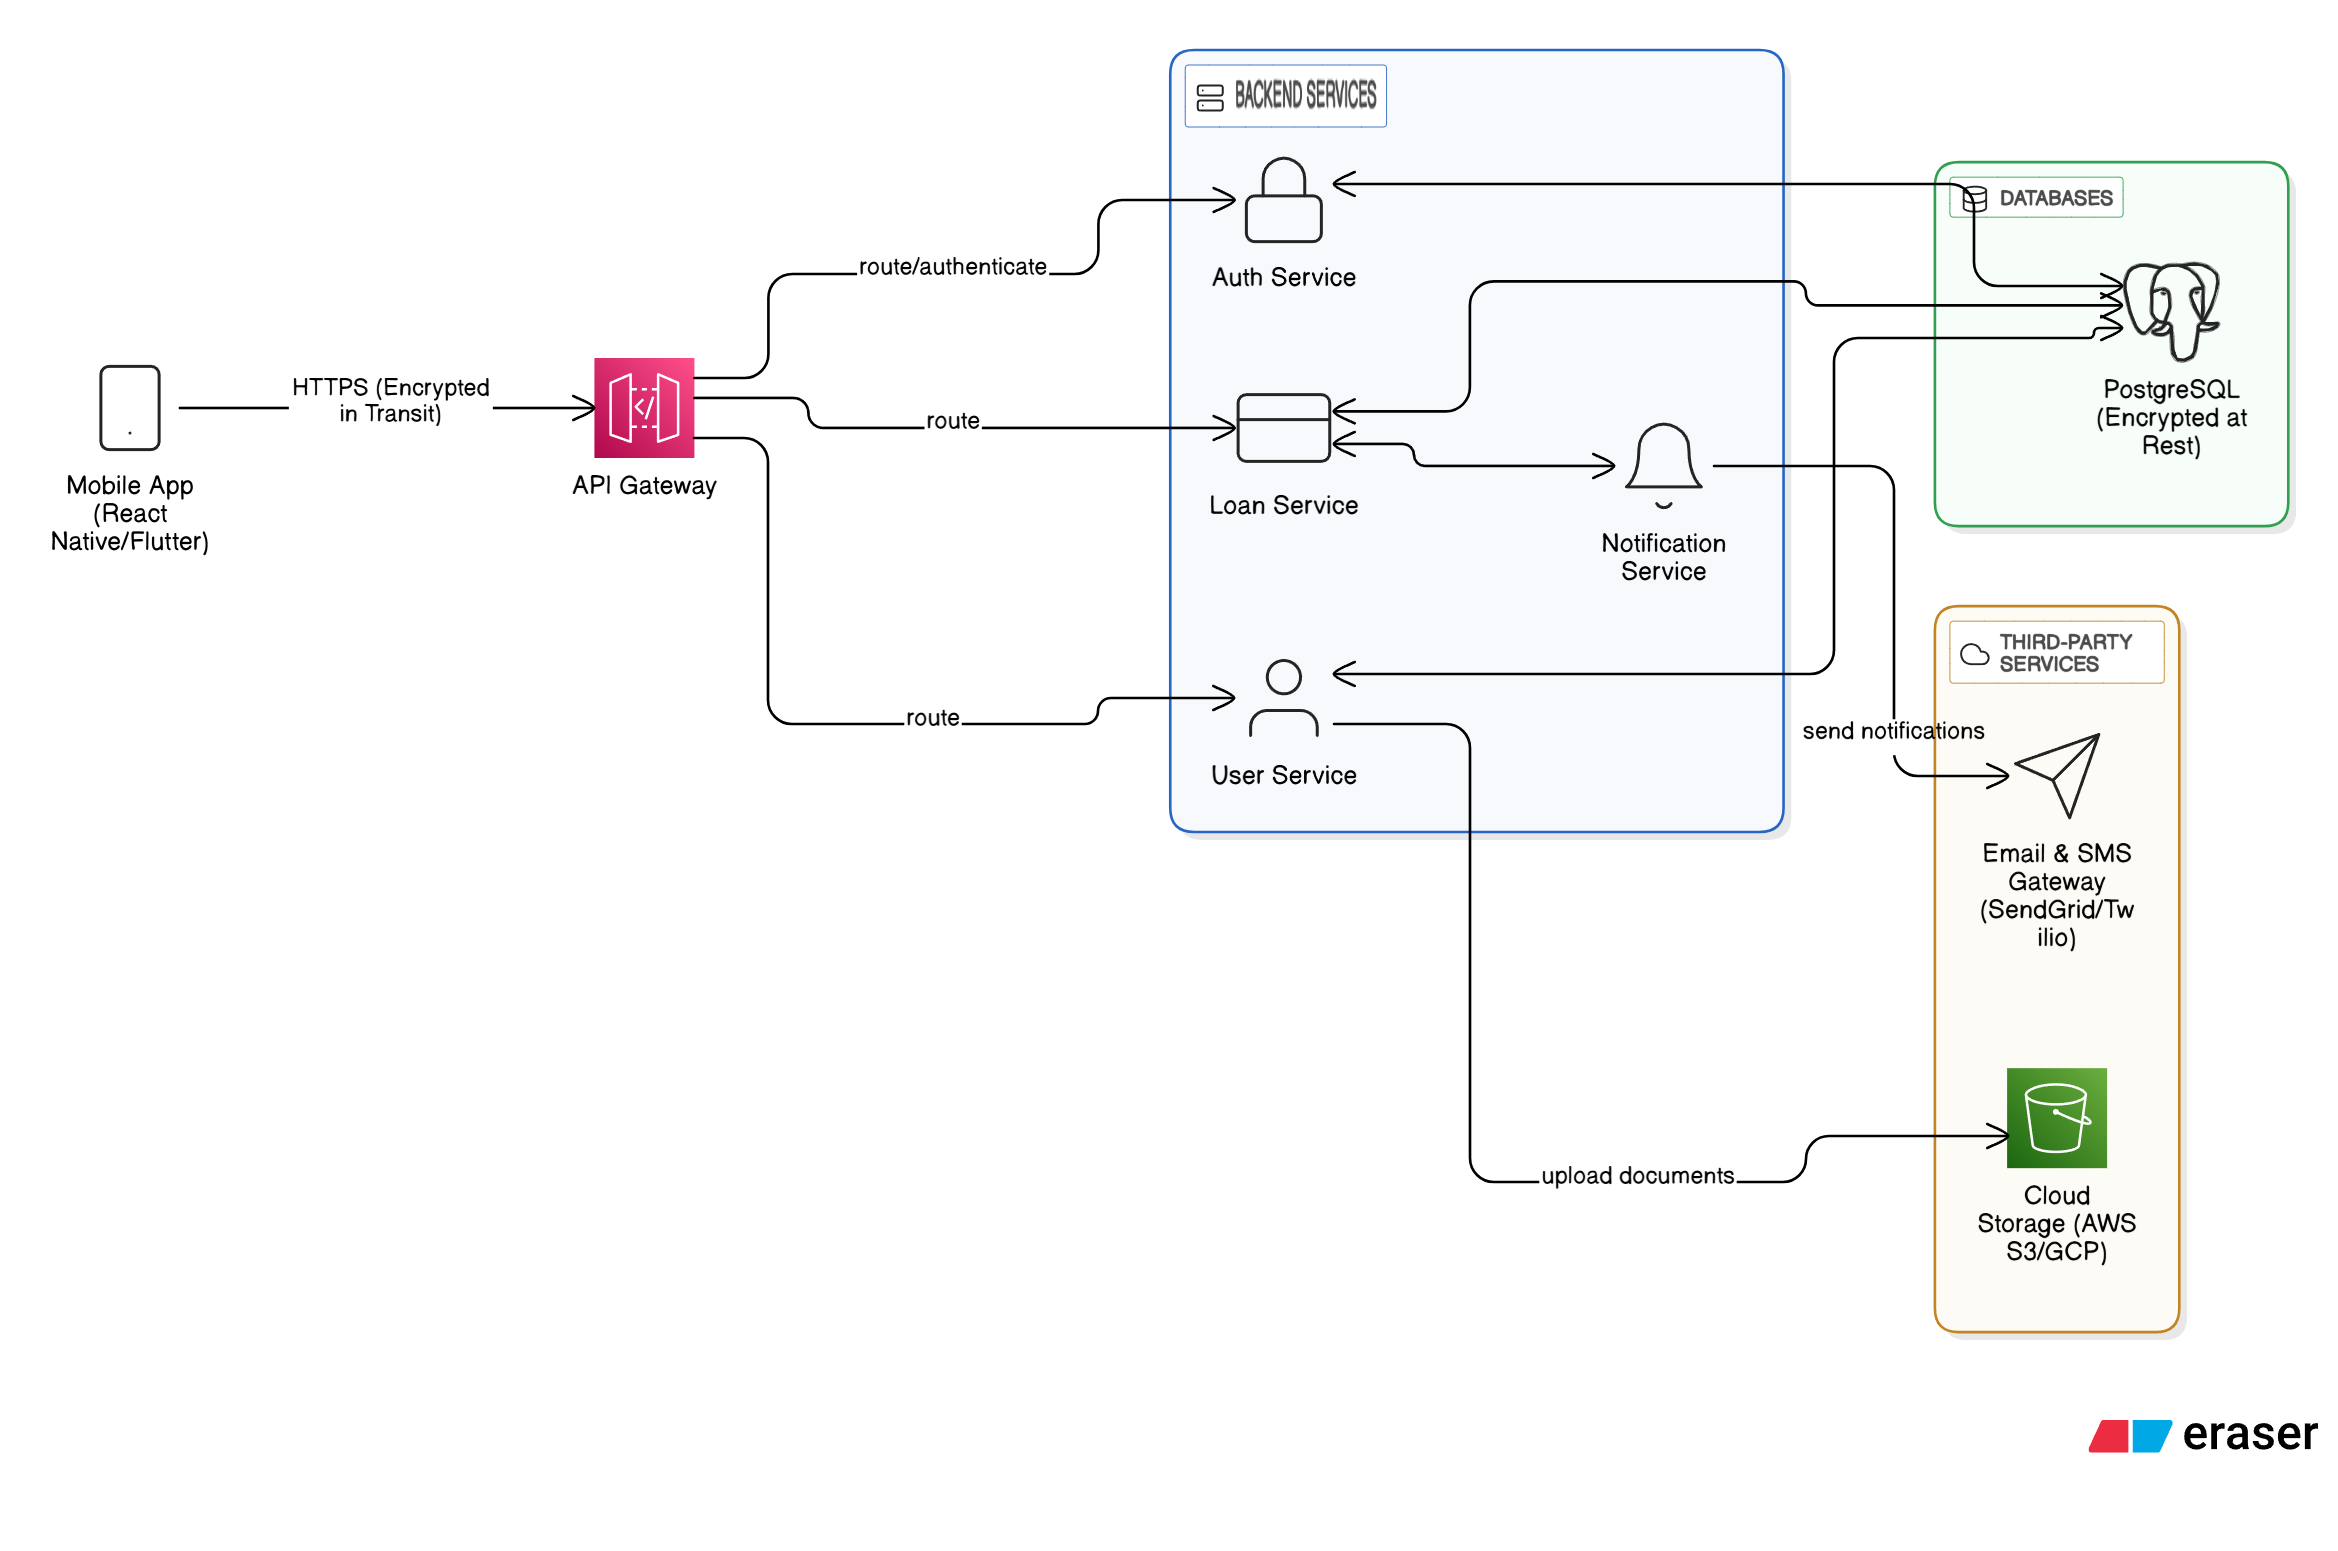 BACKEND SERVICES
DATABASES
Auth Service
route/authenticate
HTTPS (Encrypted
in Transit)
route
PostgreSQL
(Encrypted at
Rest)
Mobile App
(React
Native/Flutter)
API Gateway
Loan Service
Notification
Service
THIRD-PARTY
SERVICES
route
send notifications
User Service
Email & SMS
Gateway
(SendGrid/Tw
ilio)
upload documents
Cloud
Storage (AWS
S3/GCP)
eraser